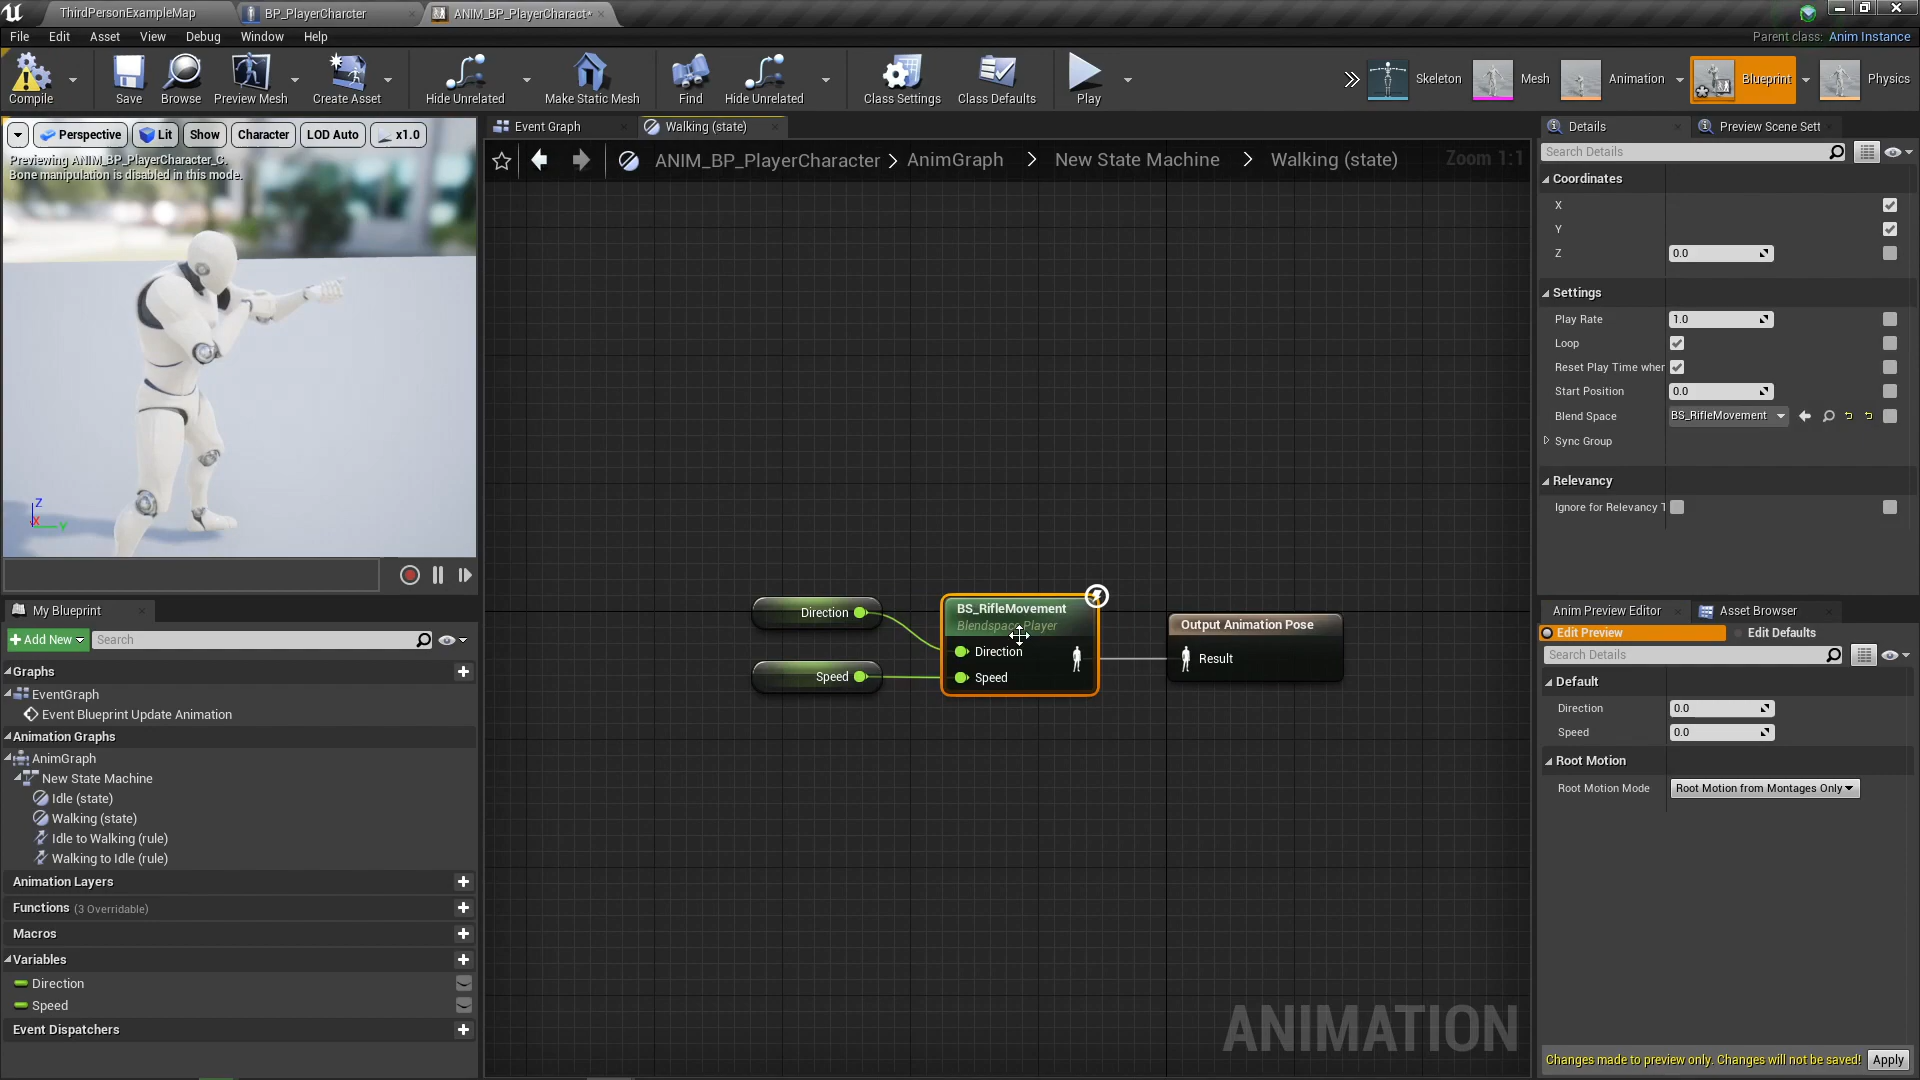 ThirdPersonExampleMap
BP_PlayerCharcter
ANIM_BP_PlayerCharact*
File Edit Asset View Debug Window Help
Parent class: Anim Instance
Compile
Save
Browse
Preview Mesh
Create Asset
Hide Unrelated
Make Static Mesh
Find
Hide Unrelated
Class Settings
Class Defaults
Play
Skeleton
Mesh
Animation
Blueprint
Physics
Perspective
Lit
Show
Character
LOD Auto
x1.0
Previewing ANIM_BP_PlayerCharacter_C.
Bone manipulation is disabled in this mode.
Z
X
Y
Event Graph
Walking (state)
ANIM_BP_PlayerCharacter > AnimGraph > New State Machine > Walking (state)
Zoom 1:1
Direction
Speed
BS_RifleMovement
Blendspace Player
Direction
Speed
Output Animation Pose
Result
ANIMATION
My Blueprint
Add New
Search
Graphs
EventGraph
Event Blueprint Update Animation
Animation Graphs
AnimGraph
New State Machine
Idle (state)
Walking (state)
Idle to Walking (rule)
Walking to Idle (rule)
Animation Layers
Functions (3 Overridable)
Macros
Variables
Direction
Speed
Event Dispatchers
Details
Preview Scene Sett
Search Details
Coordinates
X
Y
Z 0.0
Settings
Play Rate 1.0
Loop
Reset Play Time wher
Start Position 0.0
Blend Space BS_RifleMovement
Sync Group
Relevancy
Ignore for Relevancy T
Anim Preview Editor
Asset Browser
Edit Preview
Edit Defaults
Search Details
Default
Direction 0.0
Speed 0.0
Root Motion
Root Motion Mode Root Motion from Montages Only
Changes made to preview only. Changes will not be saved!
Apply